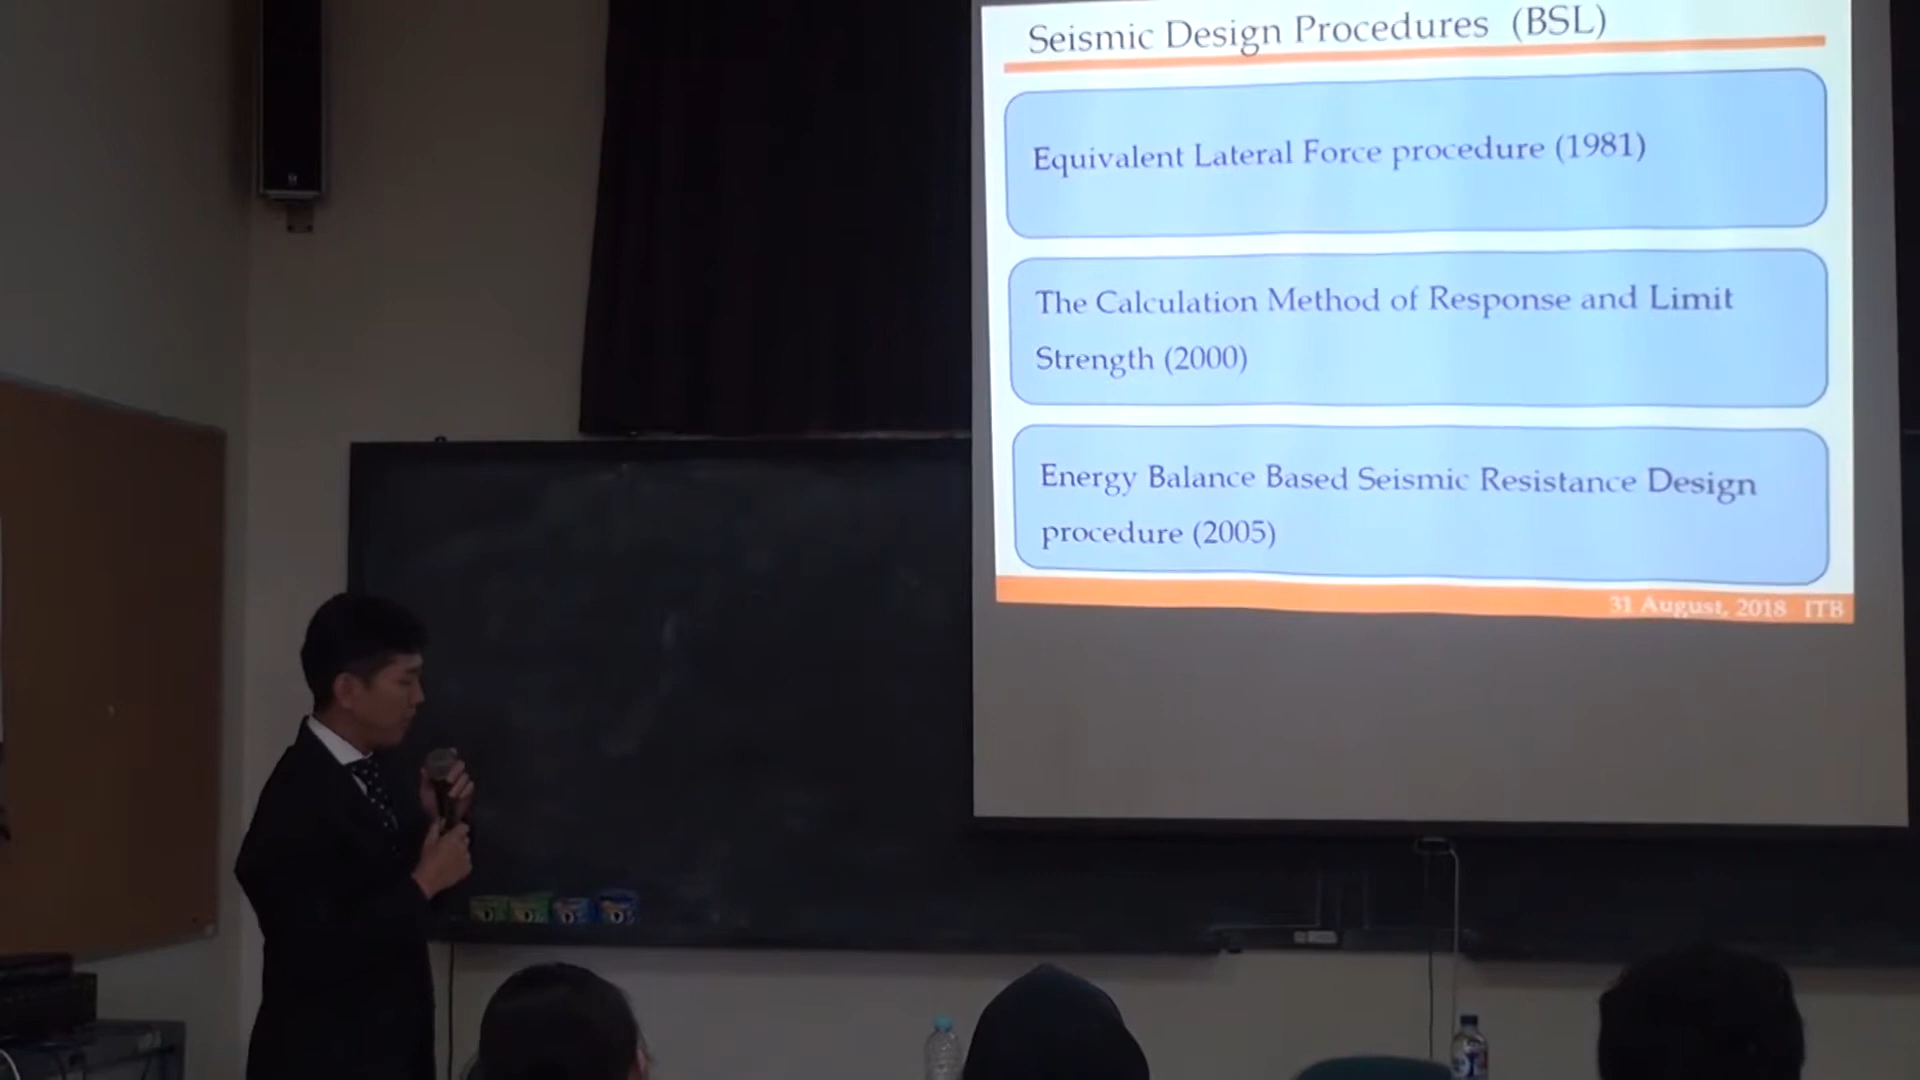 Seismic Design Procedures (BSL)
Equivalent Lateral Force procedure (1981)
The Calculation Method of Response and Limit
Strength (2000)
Energy Balance Based Seismic Resistance Design
procedure (2005)
31 August, 2018 ITB